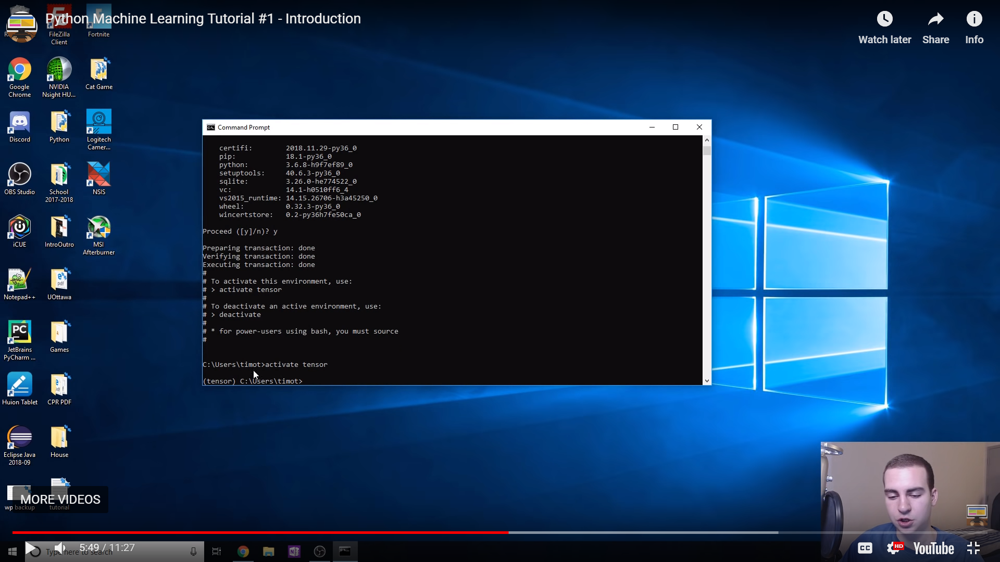 Python Machine Learning Tutorial #1 - Introduction
Watch later
Share
Info
FileZilla
Client
Fortnite
Google
Chrome
NVIDIA
Nsight HU...
Cat Game
Discord
Python
Logitech
Camer...
OBS Studio
School
2017-2018
NSIS
iCUE
IntroOutro
MSI
Afterburner
Notepad++
UOttawa
JetBrains
PyCharm ...
Games
Huion Tablet
CPR PDF
Eclipse Java
2018-09
House
wp backup
tutorial
MORE VIDEOS
Command Prompt
certifi: 2018.11.29-py36_0
pip: 18.1-py36_0
python: 3.6.8-h9f7ef89_0
setuptools: 40.6.3-py36_0
sqlite: 3.26.0-he774522_0
vc: 14.1-h0510ff6_4
vs2015_runtime: 14.15.26706-h3a45250_0
wheel: 0.32.3-py36_0
wincertstore: 0.2-py36h7fe50ca_0
Proceed ([y]/n)? y
Preparing transaction: done
Verifying transaction: done
Executing transaction: done
#
# To activate this environment, use:
# > activate tensor
#
# To deactivate an active environment, use:
# > deactivate
#
# * for power-users using bash, you must source
#
C:\Users\timot>activate tensor
(tensor) C:\Users\timot>
5:49 / 11:27
Type here to search
CC
HD
YouTube